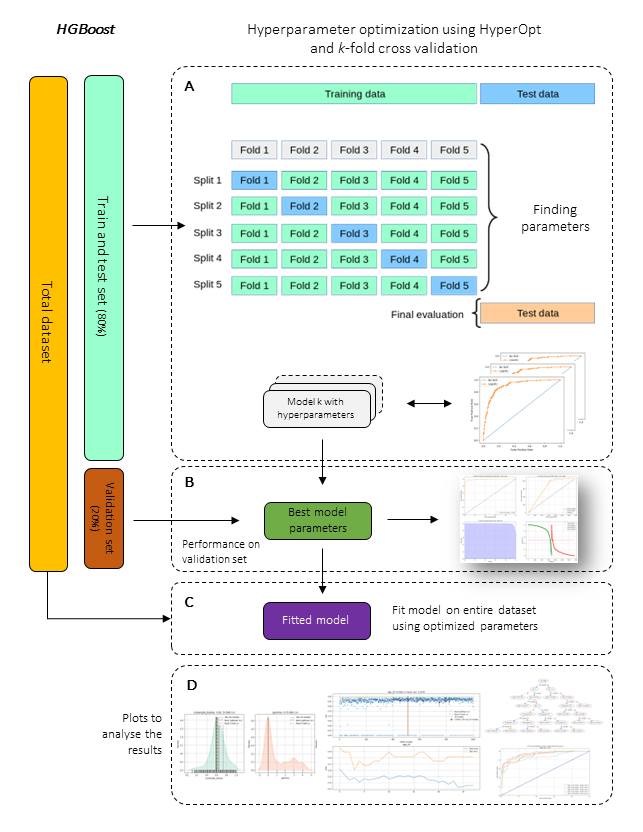 HGBoost
Hyperparameter optimization using HyperOpt
and k-fold cross validation
Total dataset
Train and test set (80%)
Validation set
(20%)
A
Training data
Test data
Fold 1 Fold 2 Fold 3 Fold 4 Fold 5
Split 1 Fold 1 Fold 2 Fold 3 Fold 4 Fold 5
Split 2 Fold 1 Fold 2 Fold 3 Fold 4 Fold 5
Split 3 Fold 1 Fold 2 Fold 3 Fold 4 Fold 5
Split 4 Fold 1 Fold 2 Fold 3 Fold 4 Fold 5
Split 5 Fold 1 Fold 2 Fold 3 Fold 4 Fold 5
Finding
parameters
Final evaluation
Test data
Model k with
hyperparameters
B
Best model
parameters
Performance on
validation set
C
Fitted model
Fit model on entire dataset
using optimized parameters
D
Plots to
analyse the
results